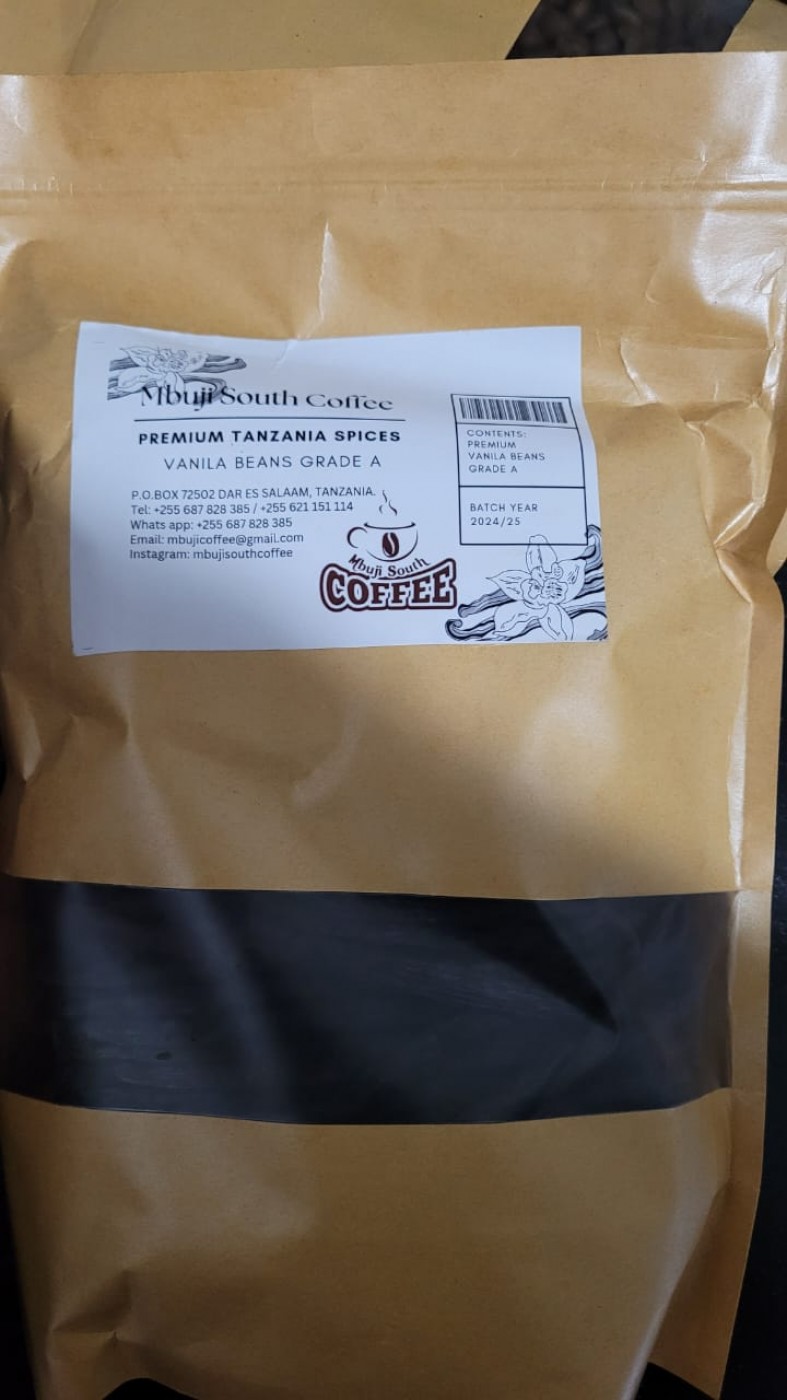 Mbuji South Coffee
PREMIUM TANZANIA SPICES
VANILA BEANS GRADE A
P.O.BOX 72502 DAR ES SALAAM, TANZANIA.
Tel: +255 687 828 385 / +255 621 151 114
Whats app: +255 687 828 385
Email: mbujicoffee@gmail.com
Instagram: mbujisouthcoffee
Mbuji South
COFFEE
CONTENTS:
PREMIUM
VANILA BEANS
GRADE A
BATCH YEAR
2024/25